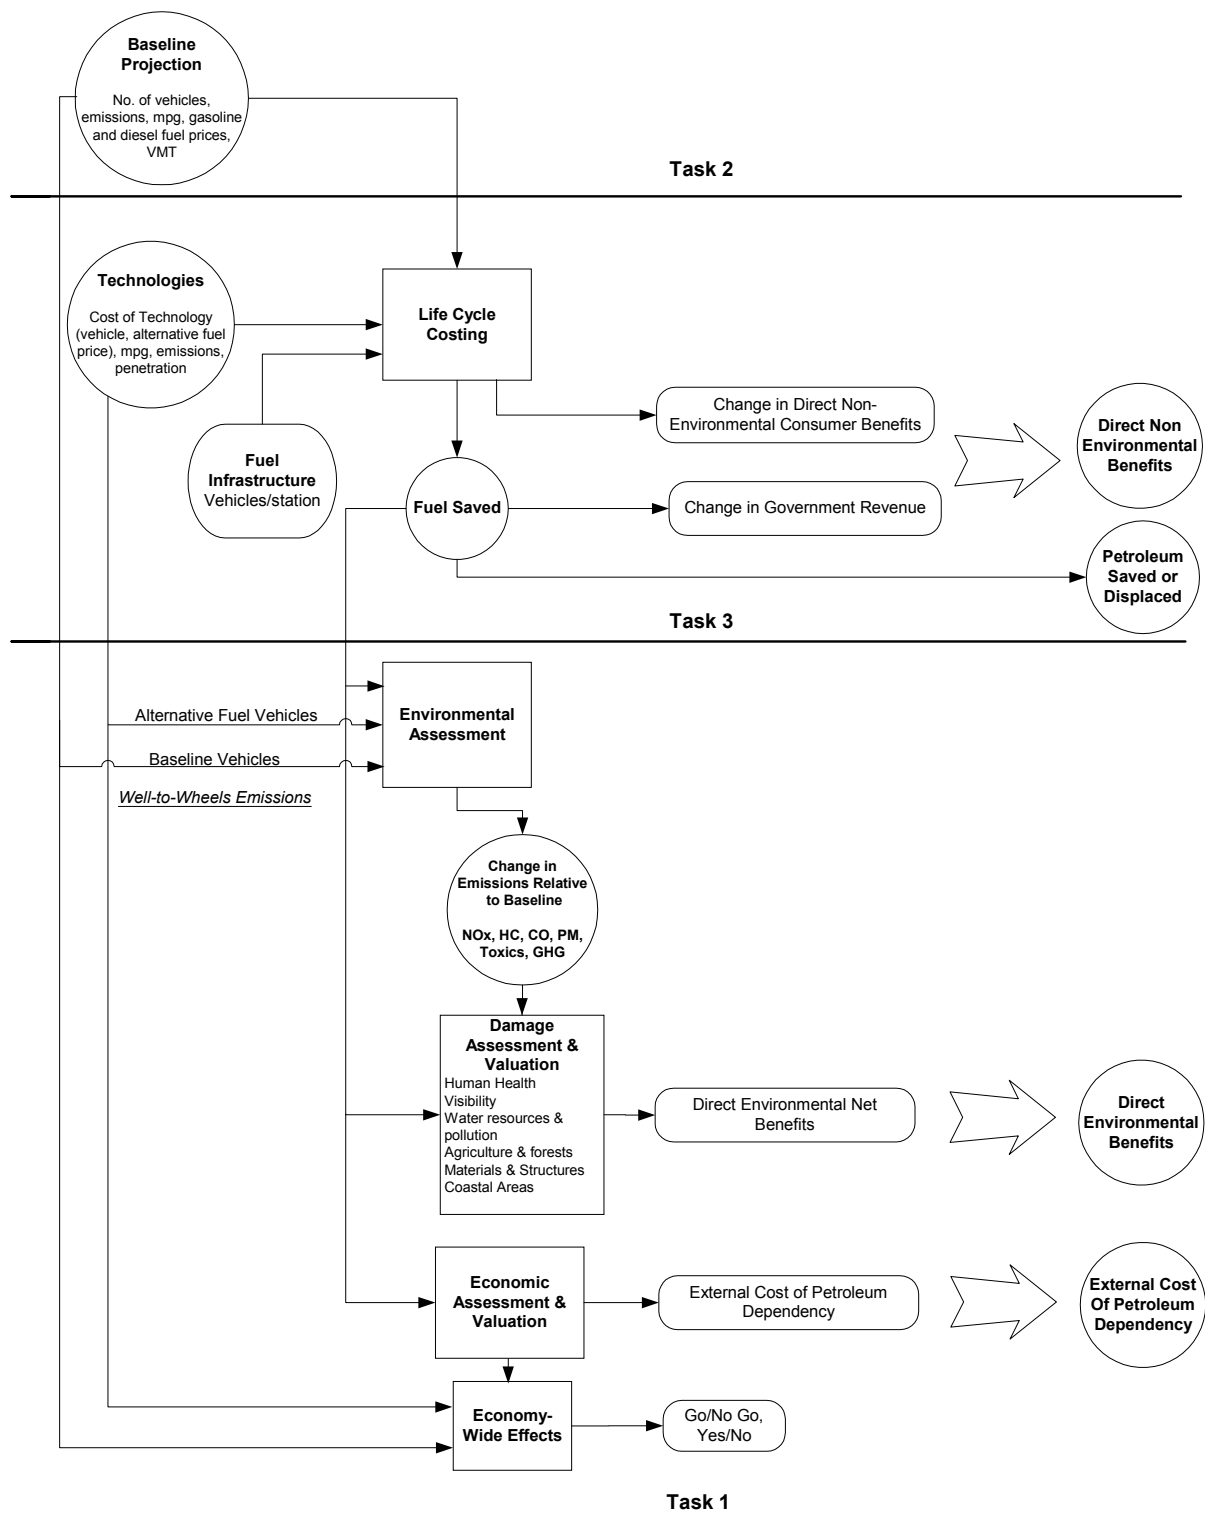 Baseline
Projection
No. of vehicles,
emissions, mpg, gasoline
and diesel fuel prices,
VMT
Task 2
Technologies
Cost of Technology
(vehicle, alternative fuel
price), mpg, emissions,
penetration
Life Cycle
Costing
Fuel
Infrastructure
Vehicles/station
Change in Direct Non-
Environmental Consumer Benefits
Direct Non
Environmental
Benefits
Fuel Saved
Change in Government Revenue
Petroleum
Saved or
Displaced
Task 3
Alternative Fuel Vehicles
Baseline Vehicles
Well-to-Wheels Emissions
Environmental
Assessment
Change in
Emissions Relative
to Baseline
NOx, HC, CO, PM,
Toxics, GHG
Damage
Assessment &
Valuation
Human Health
Visibility
Water resources &
pollution
Agriculture & forests
Materials & Structures
Coastal Areas
Direct Environmental Net
Benefits
Direct
Environmental
Benefits
Economic
Assessment &
Valuation
External Cost of Petroleum
Dependency
External Cost
Of Petroleum
Dependency
Economy-
Wide Effects
Go/No Go,
Yes/No
Task 1